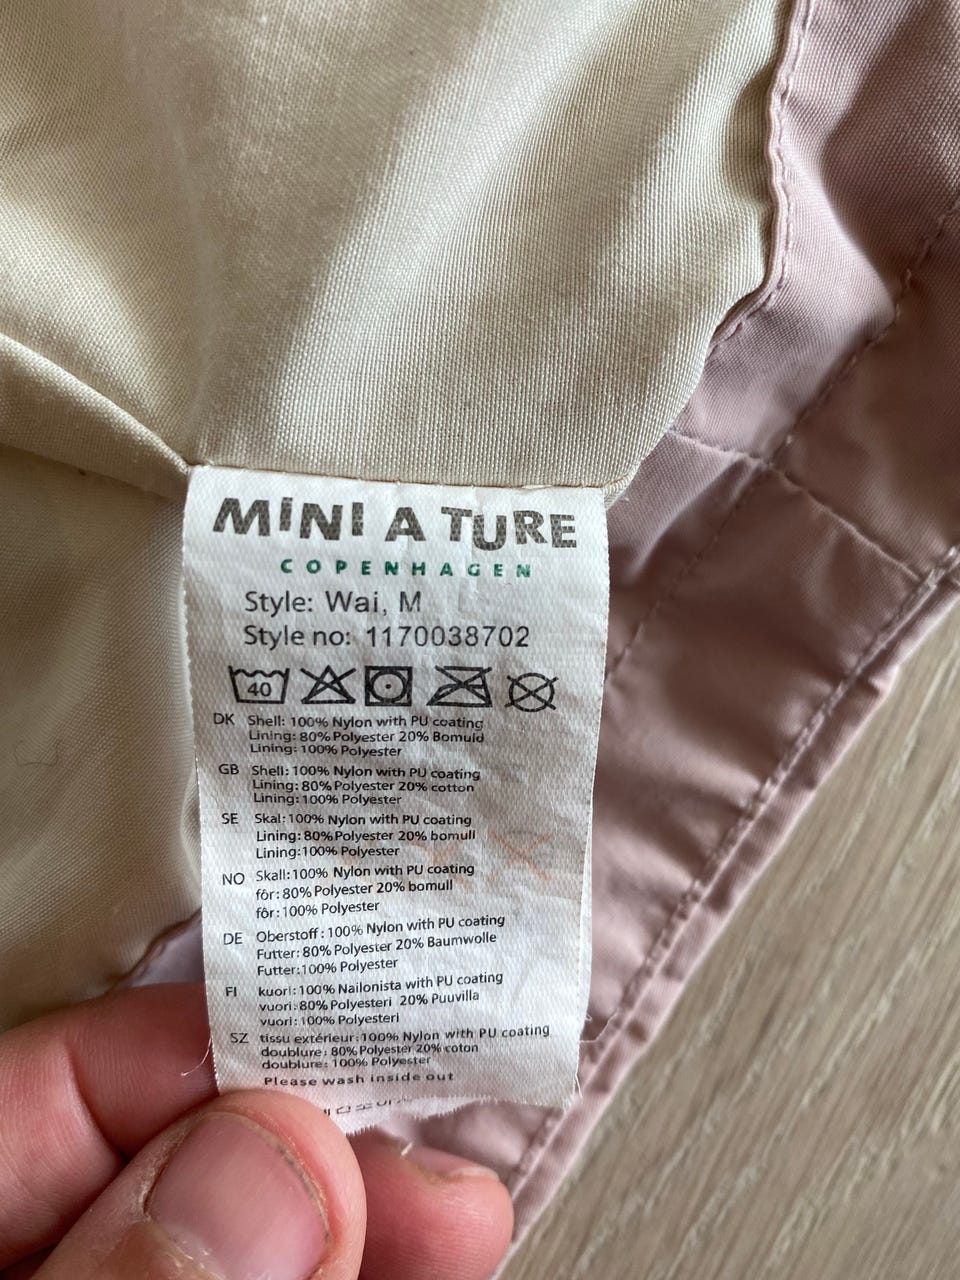 MINI A TURE
COPENHAGEN
Style: Wai, M
Style no: 1170038702
40
DK Shell: 100% Nylon with PU coating
Lining: 80% Polyester 20% Bomuld
Lining: 100% Polyester
GB Shell: 100% Nylon with PU coating
Lining: 80% Polyester 20% cotton
Lining: 100% Polyester
SE Skal: 100% Nylon with PU coating
Lining: 80% Polyester 20% bomull
Lining: 100% Polyester
NO Skall: 100% Nylon with PU coating
fôr: 80% Polyester 20% bomull
fôr: 100% Polyester
DE Oberstoff: 100% Nylon with PU coating
Futter: 80% Polyester 20% Baumwolle
Futter: 100% Polyester
FI kuori: 100% Nailonista with PU coating
vuori: 80% Polyesteri 20% Puuvilla
vuori: 100% Polyesteri
SZ tissu extérieur: 100% Nylon with PU coating
doublure: 80% Polyester 20% coton
doublure: 100% Polyester
Please wash inside out